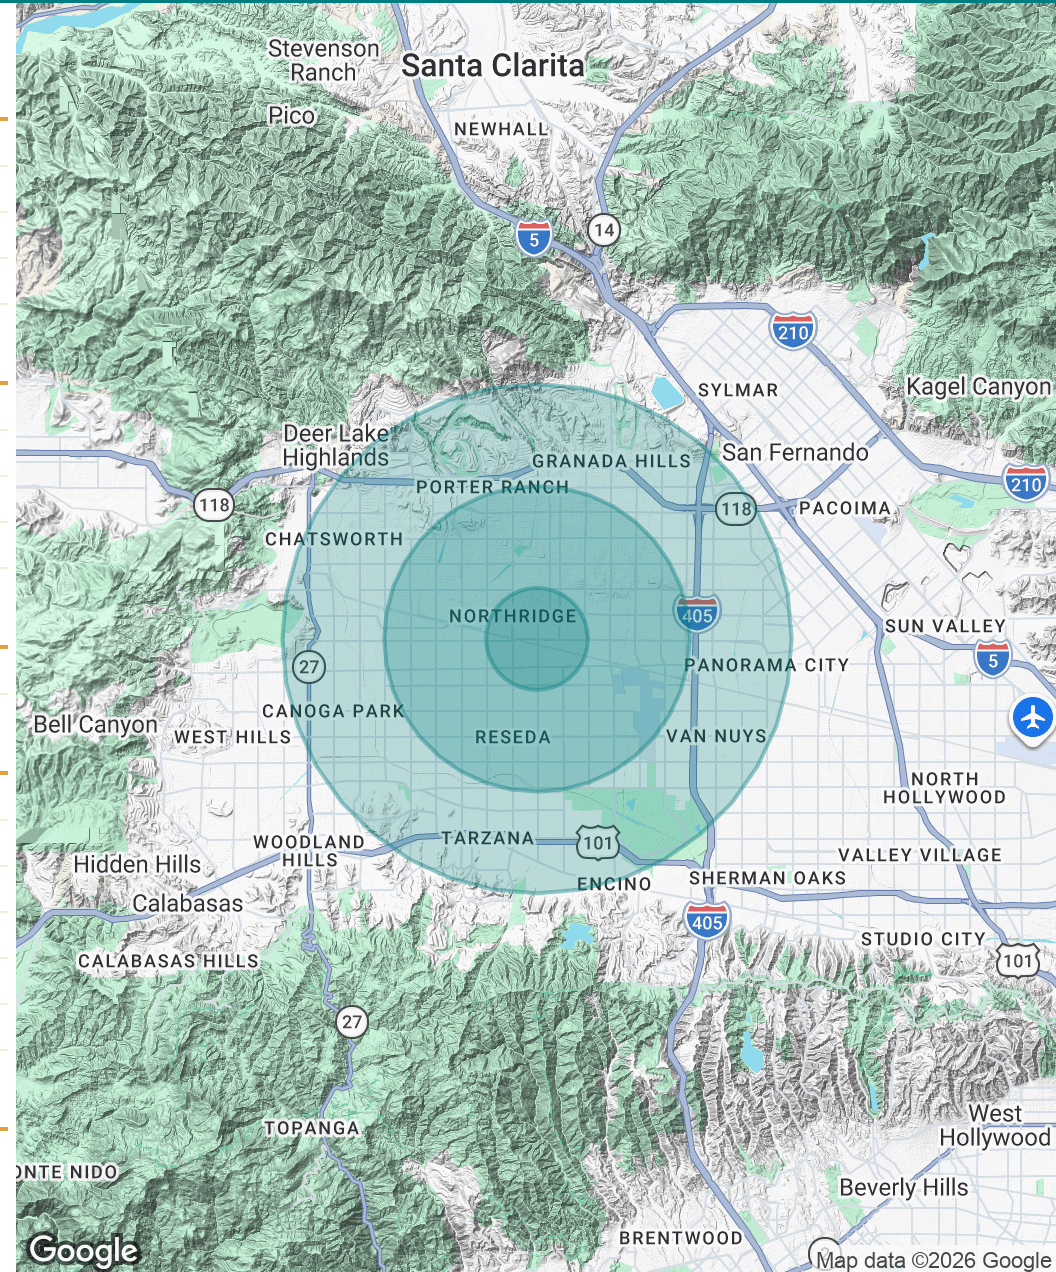 Stevenson
Ranch
Santa Clarita
Pico
NEWHALL
5
14
210
SYLMAR
Kagel Canyon
Deer Lake
Highlands
San Fernando
GRANADA HILLS
PORTER RANCH
210
118
118
PACOIMA
CHATSWORTH
NORTHRIDGE
405
SUN VALLEY
27
PANORAMA CITY
5
CANOGA PARK
Bell Canyon
WEST HILLS
RESEDA
VAN NUYS
NORTH
HOLLYWOOD
WOODLAND
HILLS
TARZANA
101
VALLEY VILLAGE
Hidden Hills
ENCINO
SHERMAN OAKS
Calabasas
405
STUDIO CITY
CALABASAS HILLS
101
27
TOPANGA
West
Hollywood
ONTE NIDO
Beverly Hills
BRENTWOOD
Google
Map data ©2026 Google